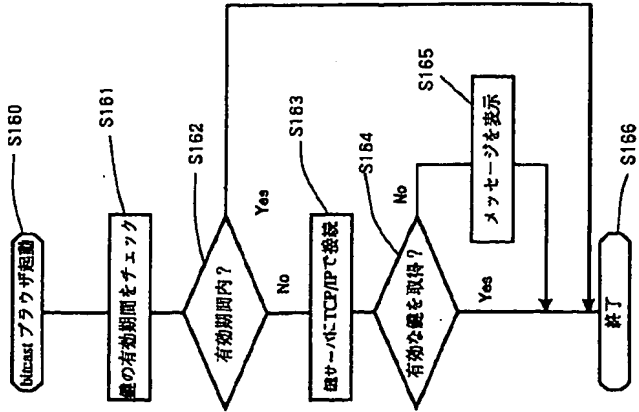 bitcast ブラウザ起動
S160
鍵の有効期間をチェック
S161
有効期間内?
S162
Yes
No
鍵サーバにTCP/IPで接続
S163
有効な鍵を取得?
S164
No
Yes
メッセージを表示
S165
終了
S166